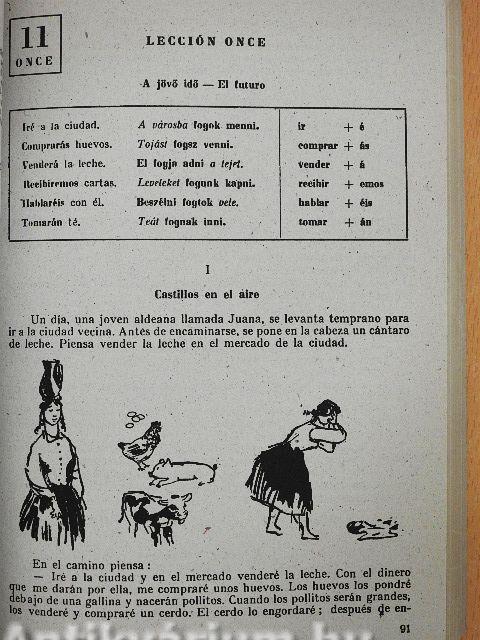 11
ONCE
LECCIÓN ONCE
A jövő idő — El futuro
Iré a la ciudad. A városba fogok menni. ir + é
Comprarás huevos. Tojást fogsz venni. comprar + ás
Venderá la leche. El fogja adni a tejet. vender + á
Recibiremos cartas. Leveleket fogunk kapni. recibir + emos
Hablaréis con él. Beszélni fogtok vele. hablar + éis
Tomarán té. Teát fognak inni. tomar + án
I
Castillos en el aire
Un día, una joven aldeana llamada Juana, se levanta temprano para
ir a la ciudad vecina. Antes de encaminarse, se pone en la cabeza un cántaro
de leche. Piensa vender la leche en el mercado de la ciudad.
En el camino piensa:
— Iré a la ciudad y en el mercado venderé la leche. Con el dinero
que me darán por ella, me compraré unos huevos. Los huevos los pondré
debajo de una gallina y nacerán pollitos. Cuando los pollitos serán grandes,
los venderé y compraré un cerdo. El cerdo lo engordaré; después de en-
91